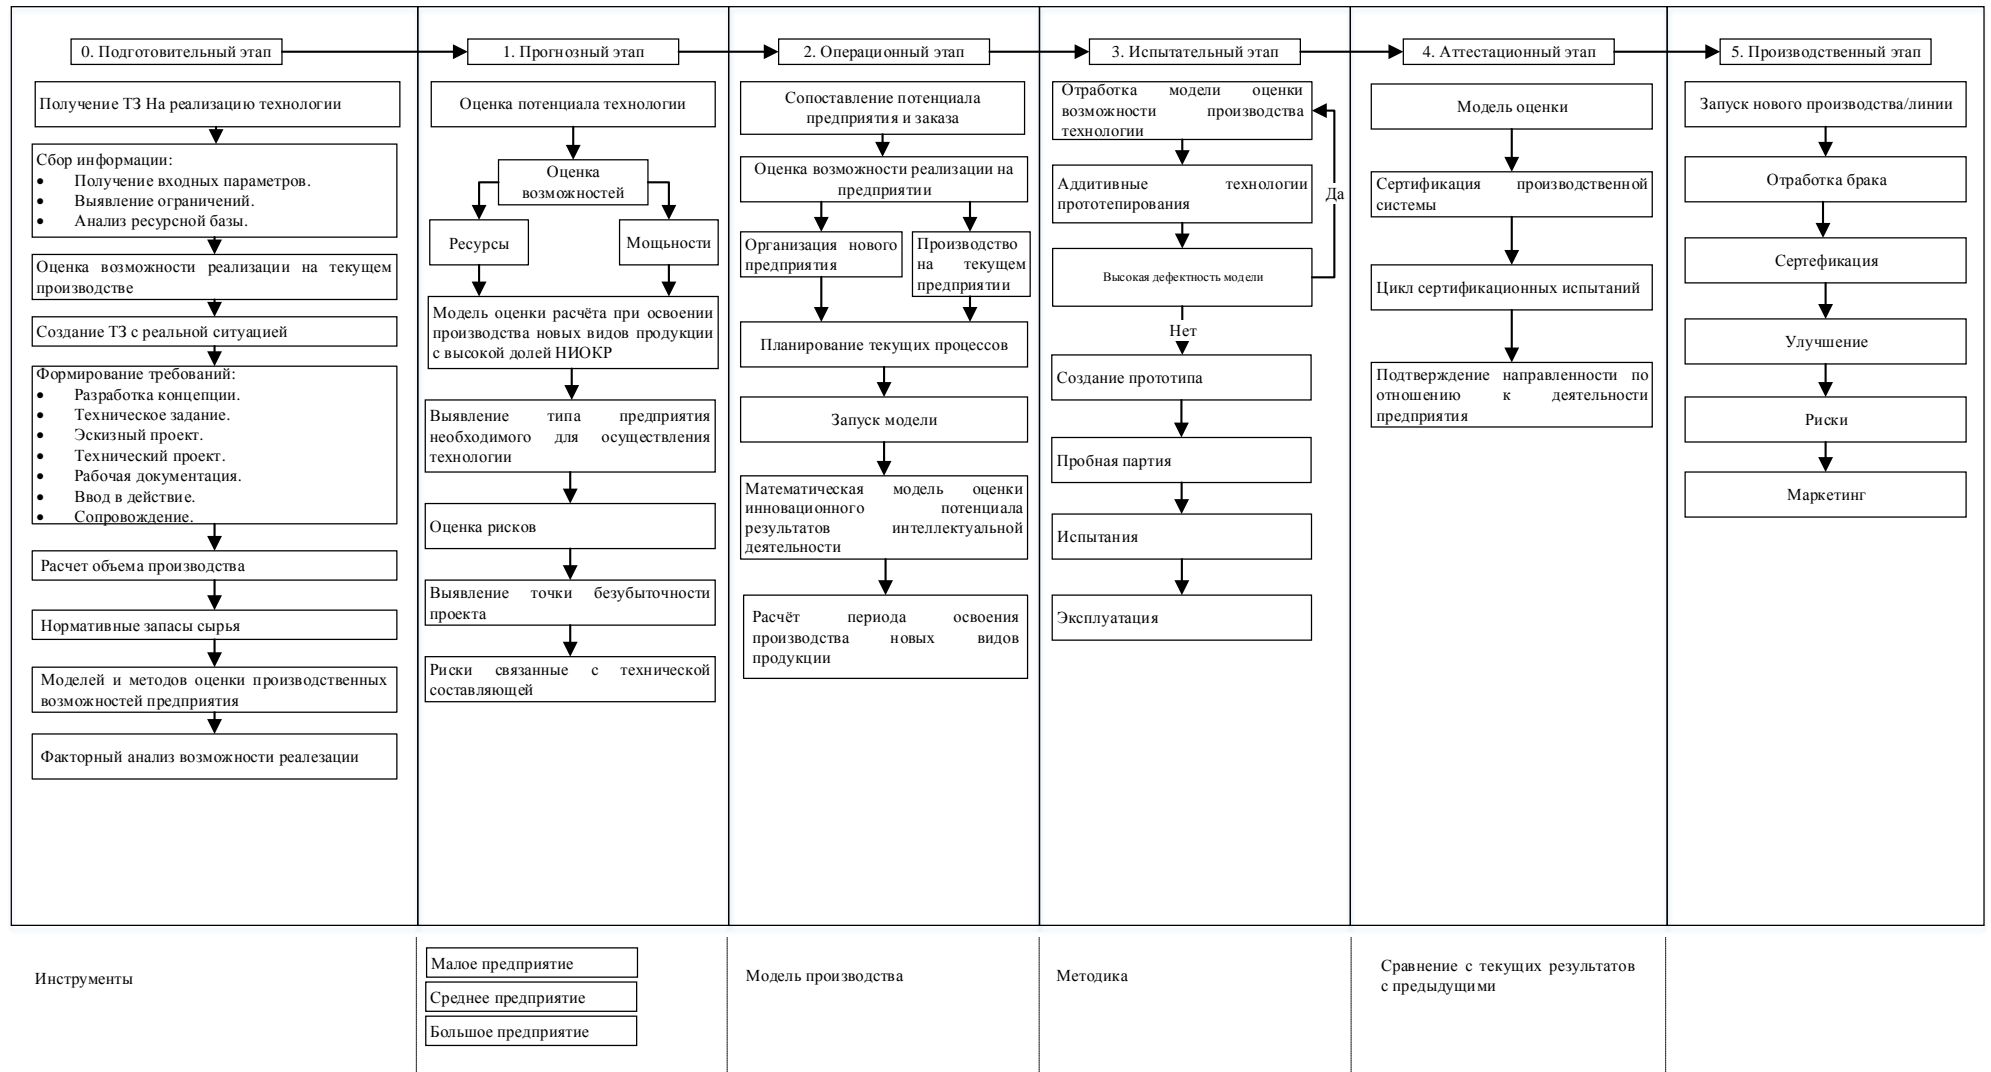 0. Подготовительный этап
1. Прогнозный этап
2. Операционный этап
3. Испытательный этап
4. Аттестационный этап
5. Производственный этап
Получение ТЗ На реализацию технологии
Сбор информации:
• Получение входных параметров.
• Выявление ограничений.
• Анализ ресурсной базы.
Оценка возможности реализации на текущем
производстве
Создание ТЗ с реальной ситуацией
Формирование требований:
• Разработка концепции.
• Техническое задание.
• Эскизный проект.
• Технический проект.
• Рабочая документация.
• Ввод в действие.
• Сопровождение.
Расчет объема производства
Нормативные запасы сырья
Моделей и методов оценки производственных
возможностей предприятия
Факторный анализ возможности реалезации
Оценка потенциала технологии
Оценка
возможностей
Ресурсы
Мощьности
Модель оценки расчёта при освоении
производства новых видов продукции
с высокой долей НИОКР
Выявление типа предприятия
необходимого для осуществления
технологии
Оценка рисков
Выявление точки безубыточности
проекта
Риски связанные с технической
составляющей
Сопоставление потенциала
предприятия и заказа
Оценка возможности реализации на
предприятии
Организация нового
предприятия
Производство
на текущем
предприятии
Планирование текущих процессов
Запуск модели
Математическая модель оценки
инновационного потенциала
результатов интеллектуальной
деятельности
Расчёт периода освоения
производства новых видов
продукции
Отработка модели оценки
возможности производства
технологии
Аддитивные технологии
прототепирования
Да
Высокая дефектность модели
Нет
Создание прототипа
Пробная партия
Испытания
Эксплуатация
Модель оценки
Сертификация производственной
системы
Цикл сертификационных испытаний
Подтверждение направленности по
отношению к деятельности
предприятия
Запуск нового производства/линии
Отработка брака
Сертефикация
Улучшение
Риски
Маркетинг
Инструменты
Малое предприятие
Среднее предприятие
Большое предприятие
Модель производства
Методика
Сравнение с текущих результатов
с предыдущими